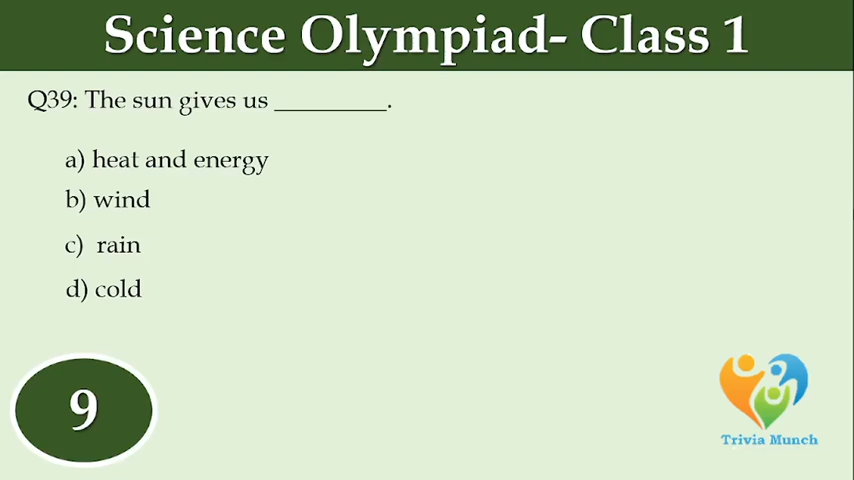 Science Olympiad- Class 1
Q39: The sun gives us _________.
a) heat and energy
b) wind
c) rain
d) cold
9
Trivia Munch